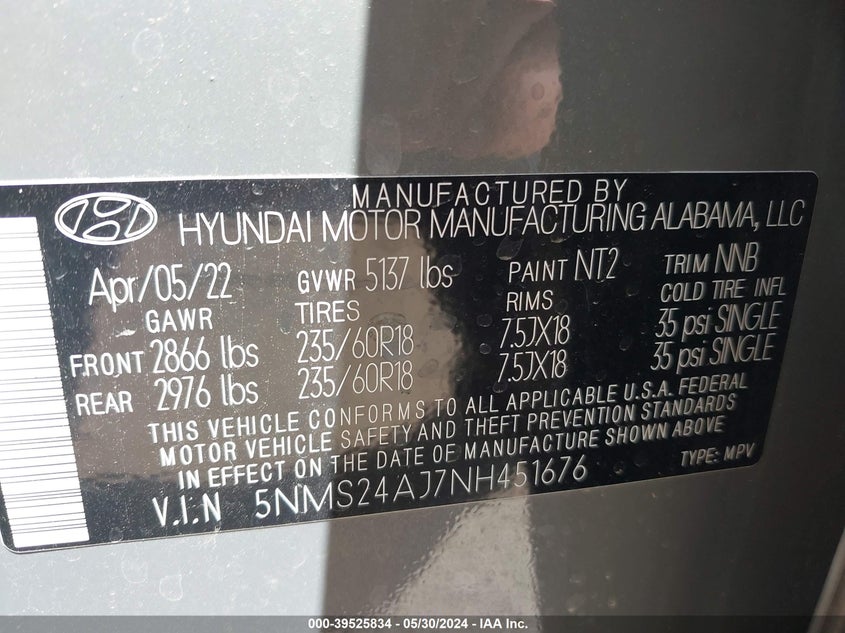 MANUFACTURED BY
HYUNDAI MOTOR MANUFACTURING ALABAMA, LLC
Apr/05/22 GVWR 5137 lbs PAINT NT2 TRIM NNB
GAWR TIRES RIMS COLD TIRE INFL
FRONT 2866 lbs 235/60R18 7.5JX18 35 psi SINGLE
REAR 2976 lbs 235/60R18 7.5JX18 35 psi SINGLE
THIS VEHICLE CONFORMS TO ALL APPLICABLE U.S.A. FEDERAL
MOTOR VEHICLE SAFETY AND THEFT PREVENTION STANDARDS
IN EFFECT ON THE DATE OF MANUFACTURE SHOWN ABOVE
V.I.N 5NMS24AJ7NH451676 TYPE: MPV
000-39525834 - 05/30/2024 - IAA Inc.